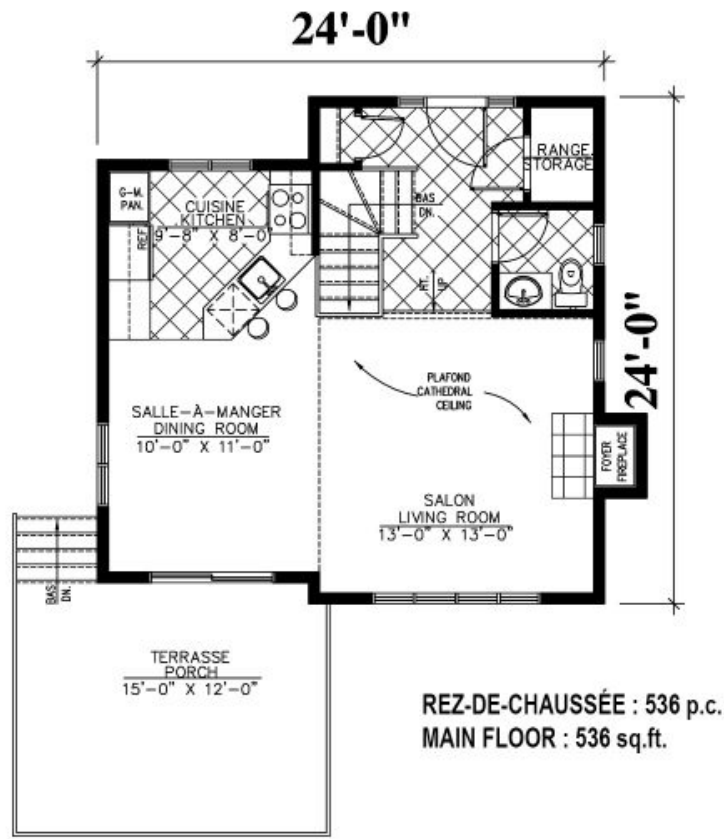 24'-0"
RANGE.
STORAGE
G-M.
PAN.
CUISINE
KITCHEN
9'-8" X 8'-0"
REF.
BAS
DN.
HT.
UP
24'-0"
PLAFOND
CATHEDRAL
CEILING
SALLE-À-MANGER
DINING ROOM
10'-0" X 11'-0"
FOYER
FIREPLACE
SALON
LIVING ROOM
13'-0" X 13'-0"
BAS
DN.
TERRASSE
PORCH
15'-0" X 12'-0"
REZ-DE-CHAUSSÉE : 536 p.c.
MAIN FLOOR : 536 sq.ft.